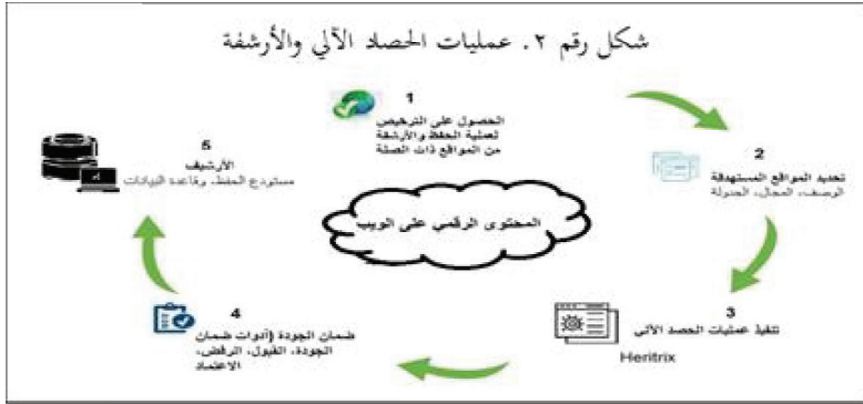 شكل رقم ٢. عمليات الحصاد الآلي والأرشفة
1
الحصول على الترخيص
لعملية الحفظ والأرشفة
من المواقع ذات الصلة
2
تحديد المواقع المستهدفة
الوصف، المجال، الجدولة
3
تنفيذ عمليات الحصد الآلي
Heritrix
4
ضمان الجودة (أدوات ضمان
الجودة، القبول، الرفض،
الاعتماد
5
الأرشيف
مستودع الحفظ، وقاعدة البيانات
المحتوى الرقمي على الويب